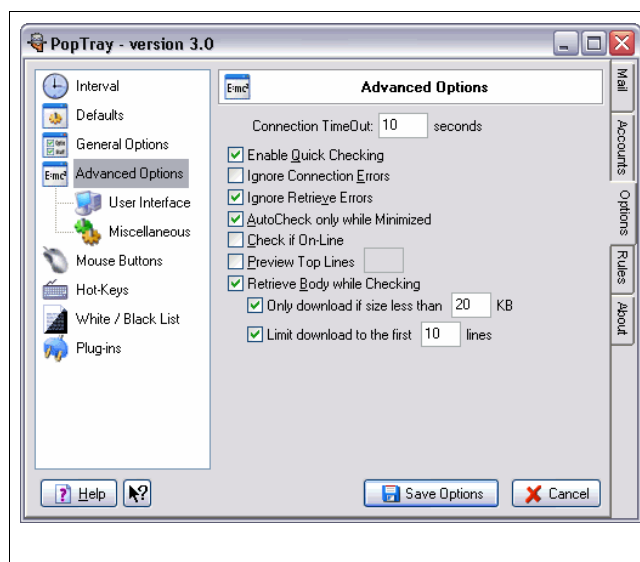 PopTray - version 3.0
Interval
Defaults
General Options
E=mc² Advanced Options
User Interface
Miscellaneous
Mouse Buttons
Hot-Keys
White / Black List
Plug-ins
E=mc² Advanced Options
Connection TimeOut: 10 seconds
Enable Quick Checking
Ignore Connection Errors
Ignore Retrieve Errors
AutoCheck only while Minimized
Check if On-Line
Preview Top Lines
Retrieve Body while Checking
Only download if size less than 20 KB
Limit download to the first 10 lines
Mail
Accounts
Options
Rules
About
? Help
?
Save Options
Cancel